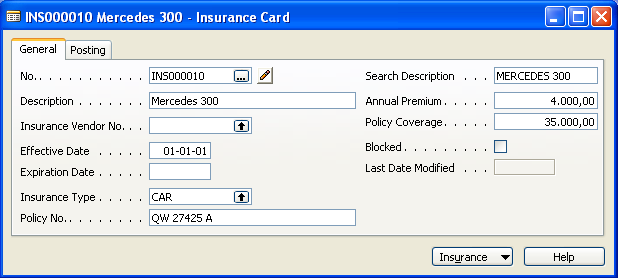 INS000010 Mercedes 300 - Insurance Card
General
Posting
No. . . . . . . . . . . . . INS000010 ...
Description . . . . . . . . Mercedes 300
Insurance Vendor No. . . .
Effective Date . . . . . . 01-01-01
Expiration Date . . . . .
Insurance Type . . . . . . CAR
Policy No. . . . . . . . . QW 27425 A
Search Description . . . MERCEDES 300
Annual Premium . . . . . 4.000,00
Policy Coverage . . . . . 35.000,00
Blocked . . . . . . . . .
Last Date Modified . . .
Insurance
Help